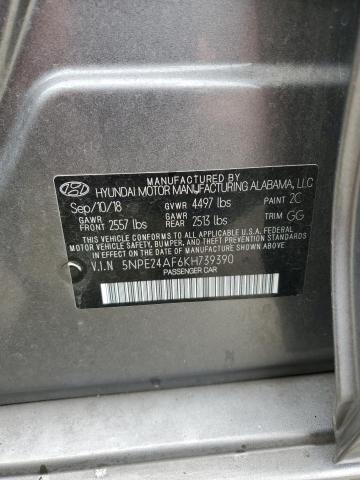 MANUFACTURED BY
HYUNDAI MOTOR MANUFACTURING ALABAMA, LLC
Sep/10/18 GVWR 4497 lbs PAINT 2C
GAWR FRONT 2557 lbs GAWR REAR 2513 lbs TRIM GG
THIS VEHICLE CONFORMS TO ALL APPLICABLE
FEDERAL MOTOR VEHICLE SAFETY, BUMPER,
AND THEFT PREVENTION STANDARDS IN EFFECT
ON THE DATE OF MANUFACTURE SHOWN ABOVE.
V.I.N 5NPE24AF6KH739390
PASSENGER CAR